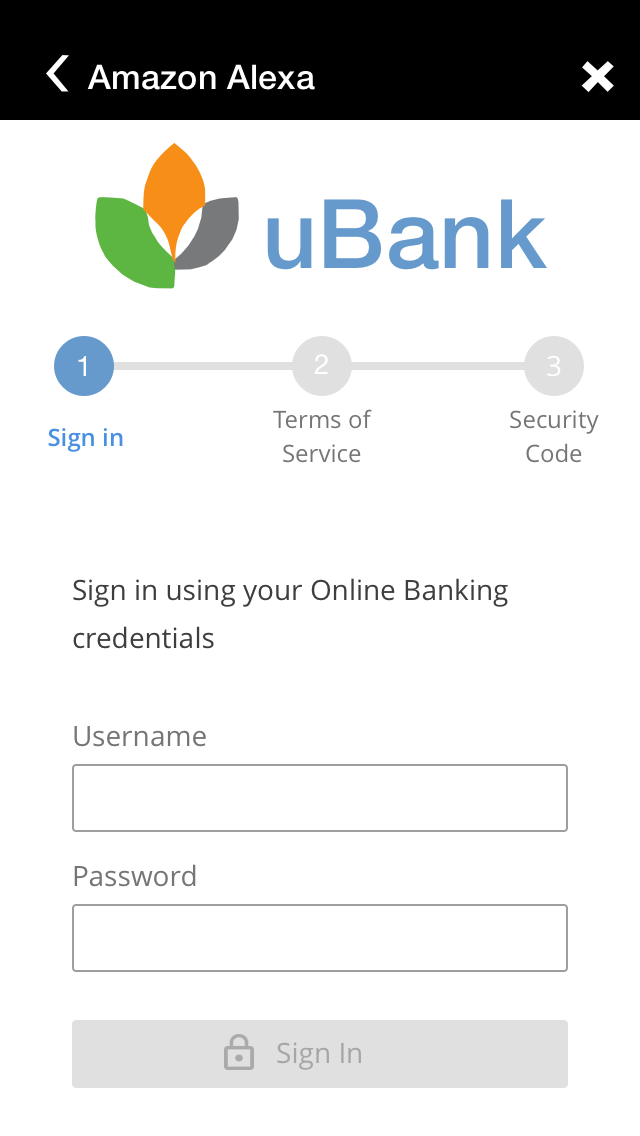 Amazon Alexa
uBank
1
2
3
Sign in
Terms of
Service
Security
Code
Sign in using your Online Banking
credentials
Username
Password
Sign In